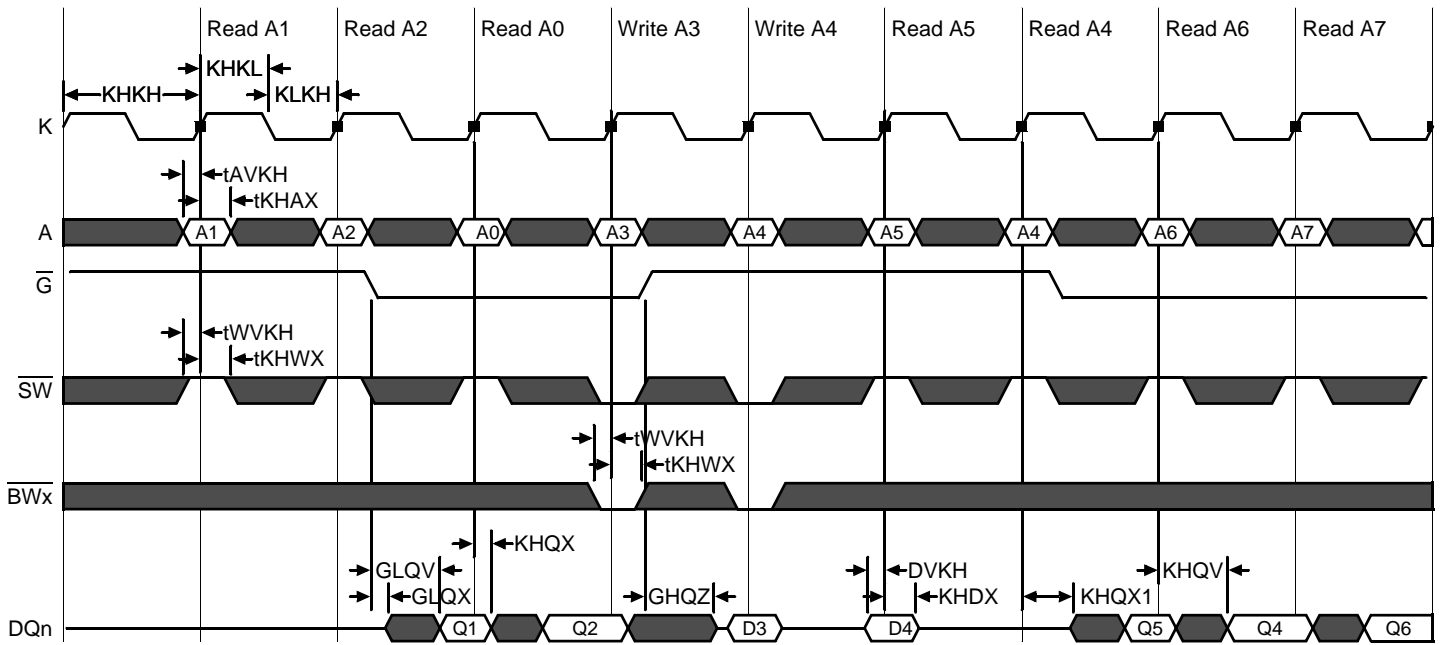 Read A1 Read A2 Read A0 Write A3 Write A4 Read A5 Read A4 Read A6 Read A7
KHKL
KHKH KLKH
K
tAVKH
tKHAX
A A1 A2 A0 A3 A4 A5 A4 A6 A7
G
tWVKH
tKHWX
SW
tWVKH
tKHWX
BWx
KHQX
GLQV DVKH KHQV
GLQX GHQZ KHDX KHQX1
DQn Q1 Q2 D3 D4 Q5 Q4 Q6